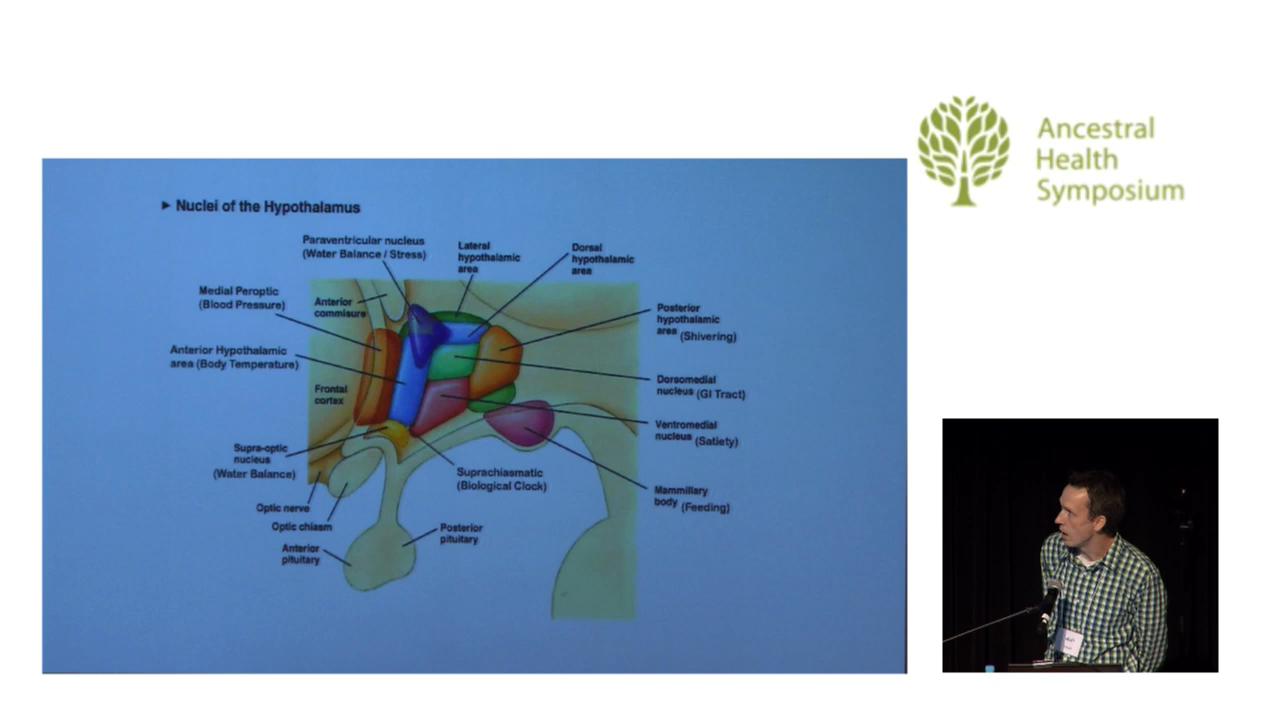 Ancestral
Health
Symposium
► Nuclei of the Hypothalamus
Paraventricular nucleus
(Water Balance / Stress)
Lateral
hypothalamic
area
Dorsal
hypothalamic
area
Medial Peroptic
(Blood Pressure)
Anterior
commisure
Posterior
hypothalamic
area (Shivering)
Anterior Hypothalamic
area (Body Temperature)
Frontal
cortex
Dorsomedial
nucleus (GI Tract)
Ventromedial
nucleus (Satiety)
Supra-optic
nucleus
(Water Balance)
Suprachiasmatic
(Biological Clock)
Mammillary
body (Feeding)
Optic nerve
Optic chiasm
Anterior
pituitary
Posterior
pituitary